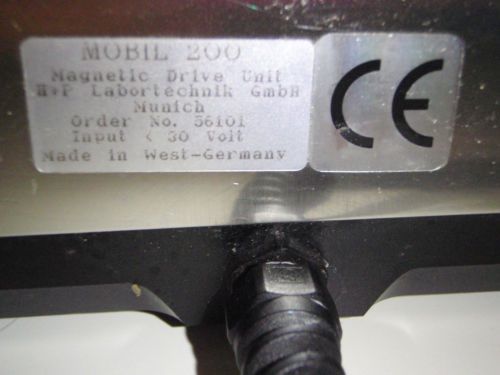 MOBIL 200
Magnetic Drive Unit
H+P Labortechnik GmbH
Munich
Order No. 56101
Input < 30 Volt
Made in West-Germany
CE